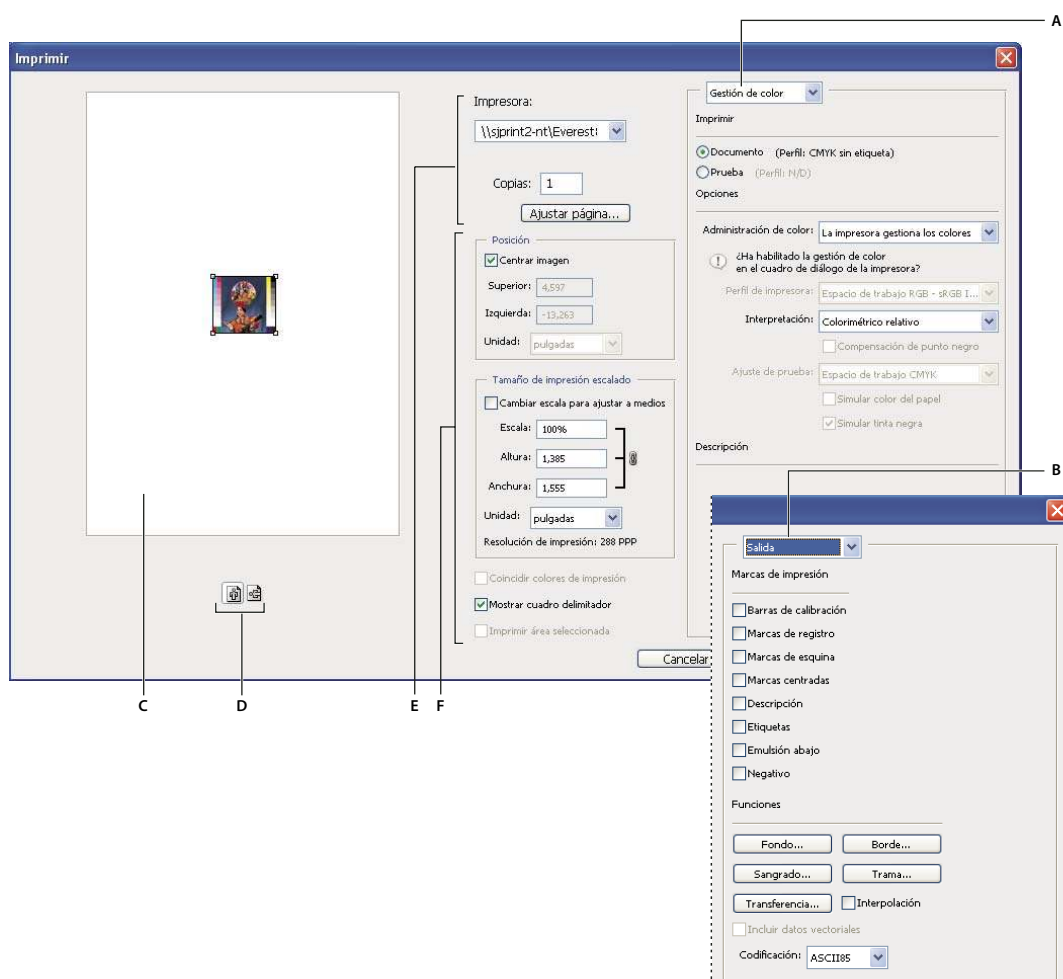 A
Imprimir
Impresora:
\\sjprint2-nt\Everest
Copias: 1
Ajustar página...
Posición
Centrar imagen
Superior: 4,597
Izquierda: -13,263
Unidad: pulgadas
Tamaño de impresión escalado
Cambiar escala para ajustar a medios
Escala: 100%
Altura: 1,385
Anchura: 1,555
Unidad: pulgadas
Resolución de impresión: 288 PPP
Coincidir colores de impresión
Mostrar cuadro delimitador
Imprimir área seleccionada
Cancelar
Gestión de color
Imprimir
Documento (Perfil: CMYK sin etiqueta)
Prueba (Perfil: N/D)
Opciones
Administración de color: La impresora gestiona los colores
¿Ha habilitado la gestión de color
en el cuadro de diálogo de la impresora?
Perfil de impresora: Espacio de trabajo RGB - sRGB I...
Interpretación: Colorimétrico relativo
Compensación de punto negro
Ajuste de prueba: Espacio de trabajo CMYK
Simular color del papel
Simular tinta negra
Descripción
B
Salida
Marcas de impresión
Barras de calibración
Marcas de registro
Marcas de esquina
Marcas centradas
Descripción
Etiquetas
Emulsión abajo
Negativo
Funciones
Fondo... Borde...
Sangrado... Trama...
Transferencia... Interpolación
Incluir datos vectoriales
Codificación: ASCII85
C D E F